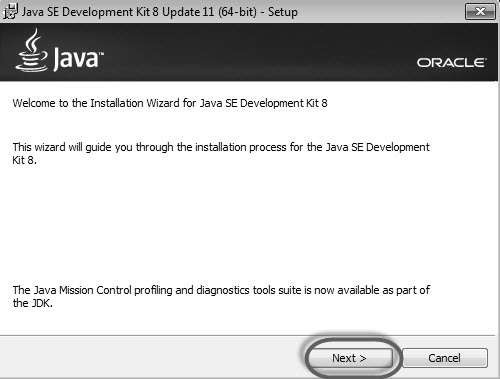 Java SE Development Kit 8 Update 11 (64-bit) - Setup
Java™
ORACLE®
Welcome to the Installation Wizard for Java SE Development Kit 8
This wizard will guide you through the installation process for the Java SE Development
Kit 8.
The Java Mission Control profiling and diagnostics tools suite is now available as part of
the JDK.
Next >
Cancel